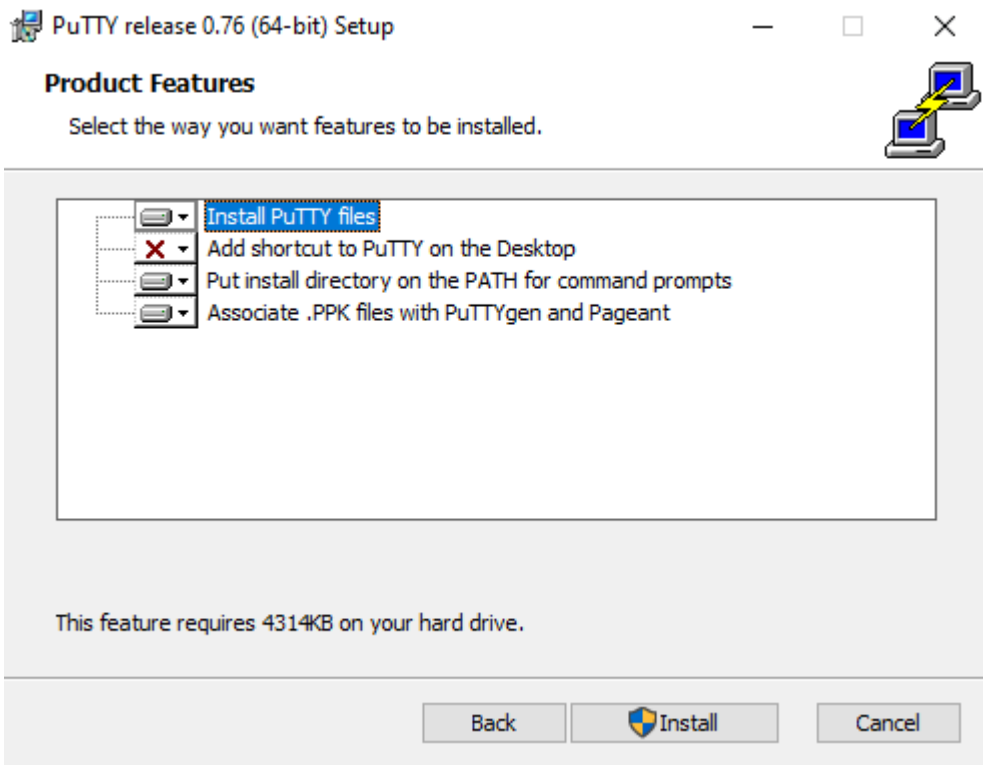 PuTTY release 0.76 (64-bit) Setup
Product Features
Select the way you want features to be installed.
Install PuTTY files
Add shortcut to PuTTY on the Desktop
Put install directory on the PATH for command prompts
Associate .PPK files with PuTTYgen and Pageant
This feature requires 4314KB on your hard drive.
Back Install Cancel